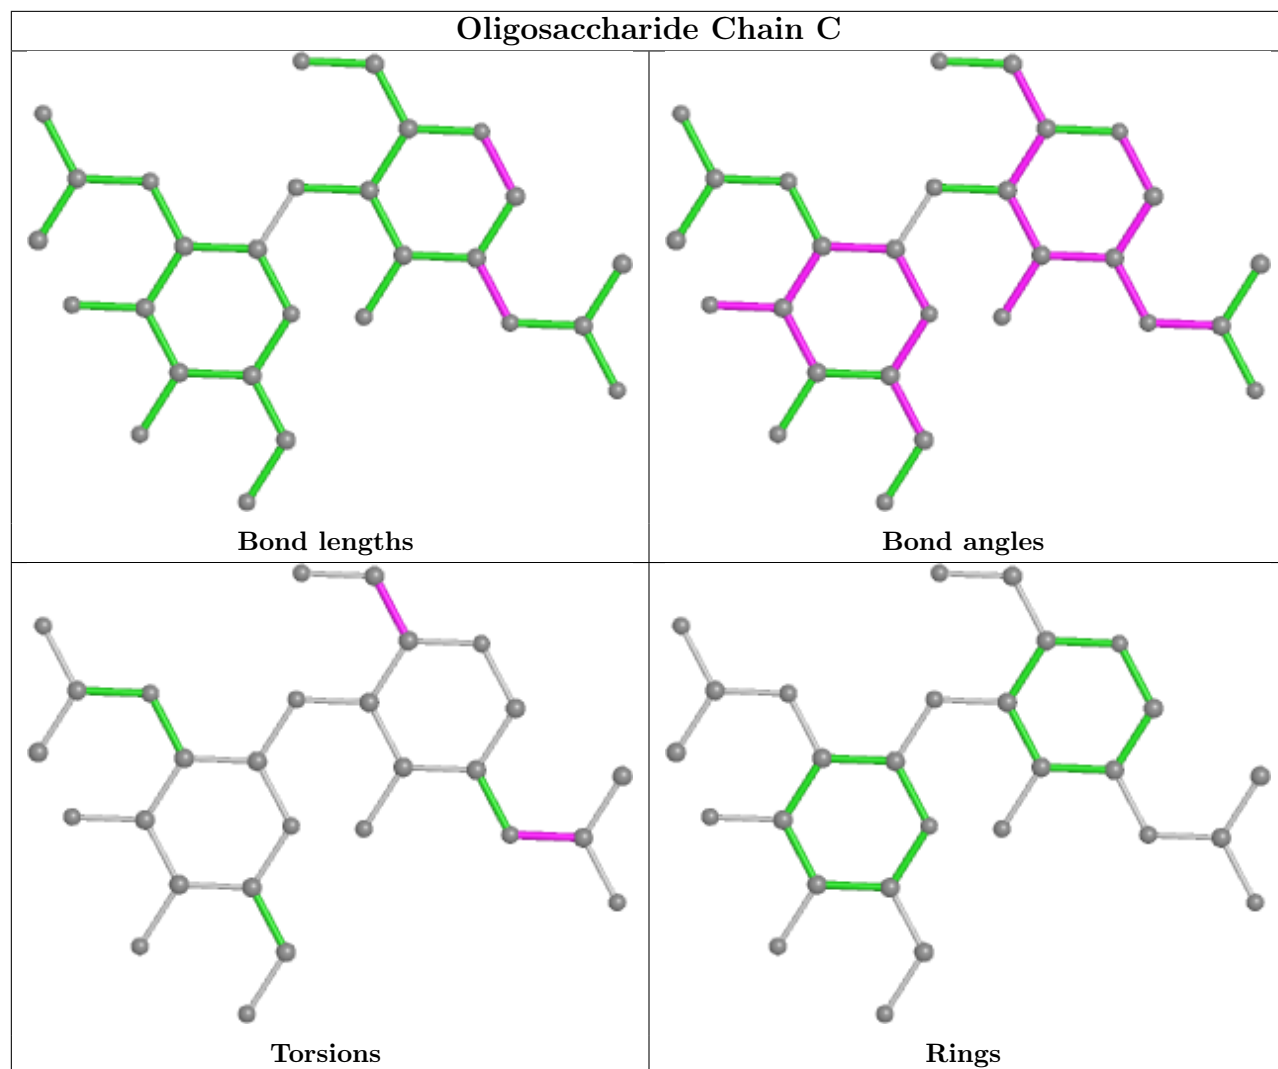 Oligosaccharide Chain C
Bond lengths
Bond angles
Torsions
Rings